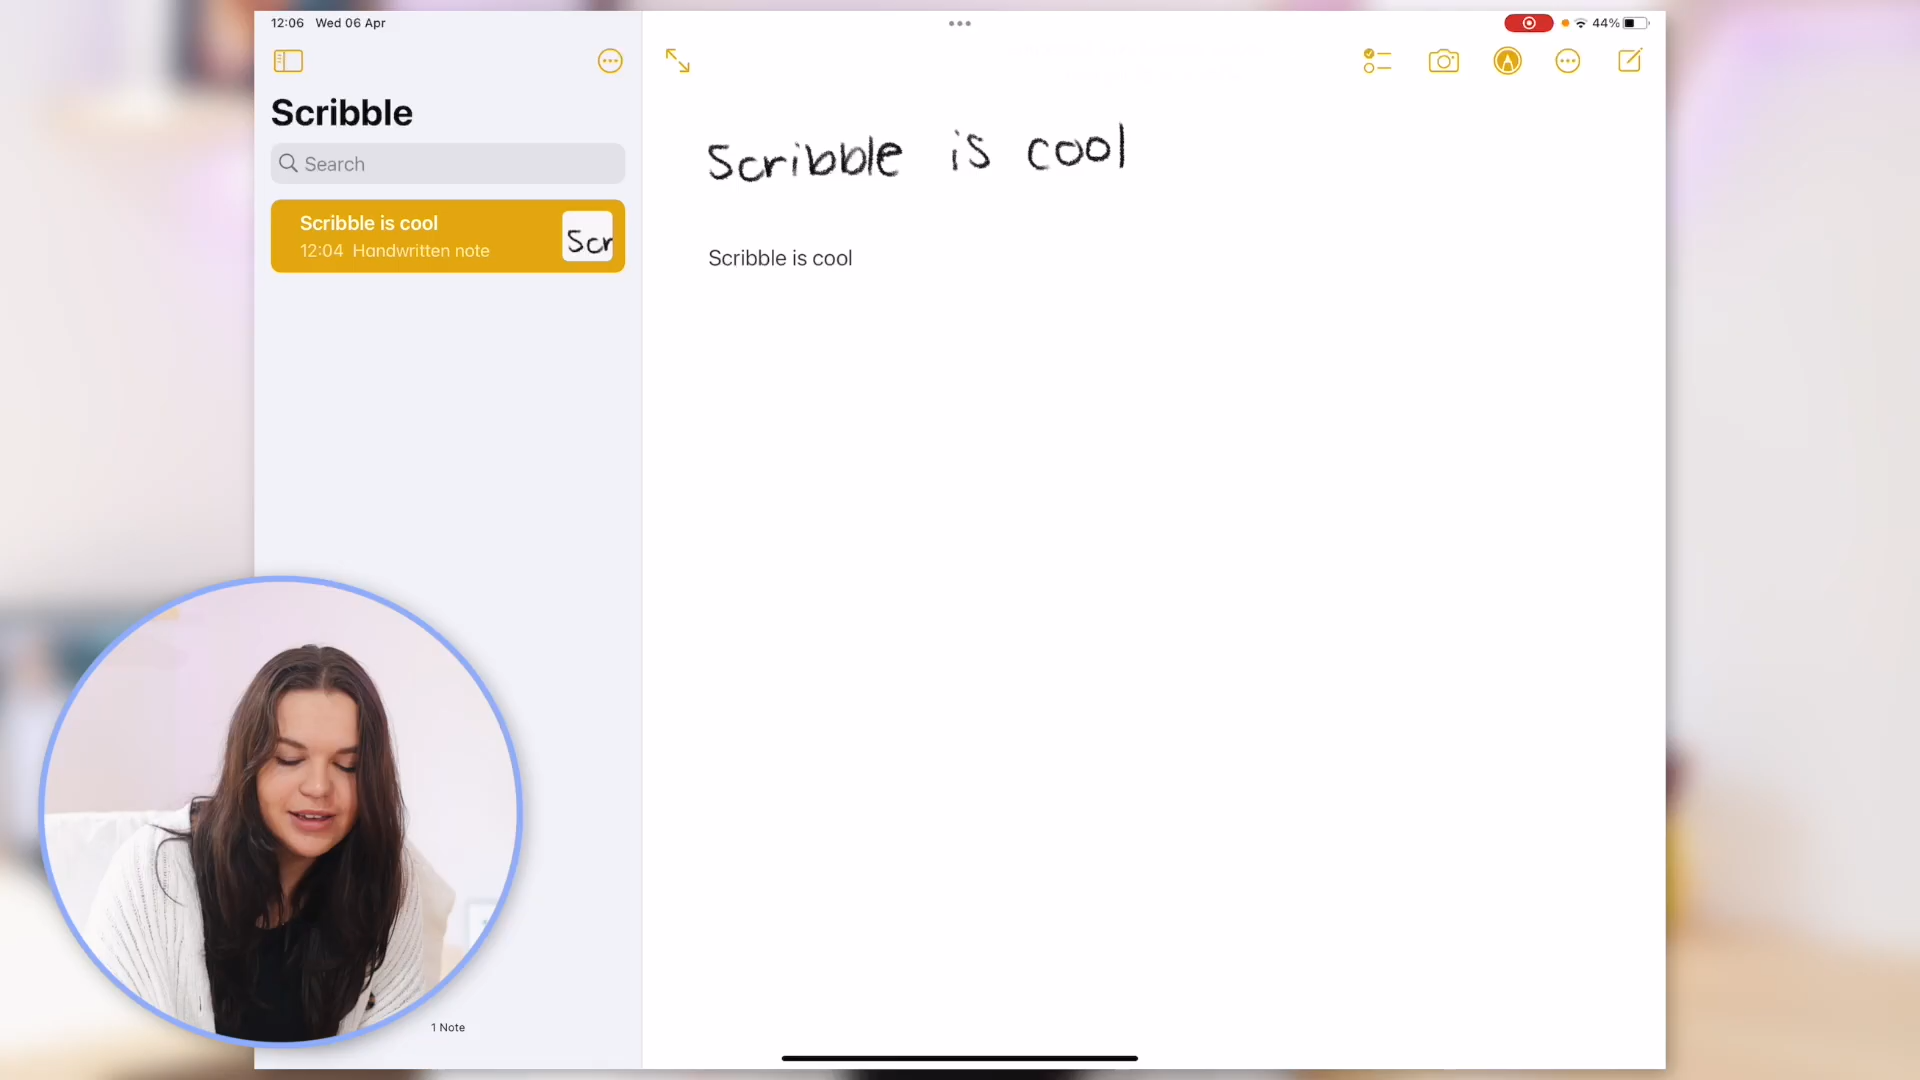 12:06 Wed 06 Apr
44%
Scribble
Search
Scribble is cool
12:04 Handwritten note
Scr
1 Note
Scribble is cool
Scribble is cool